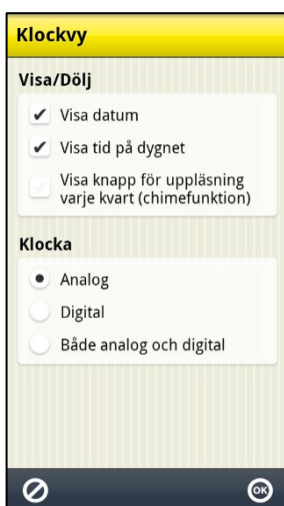 Klockvy
Visa/Dölj
Visa datum
Visa tid på dygnet
Visa knapp för uppläsning
varje kvart (chimefunktion)
Klocka
Analog
Digital
Både analog och digital
OK